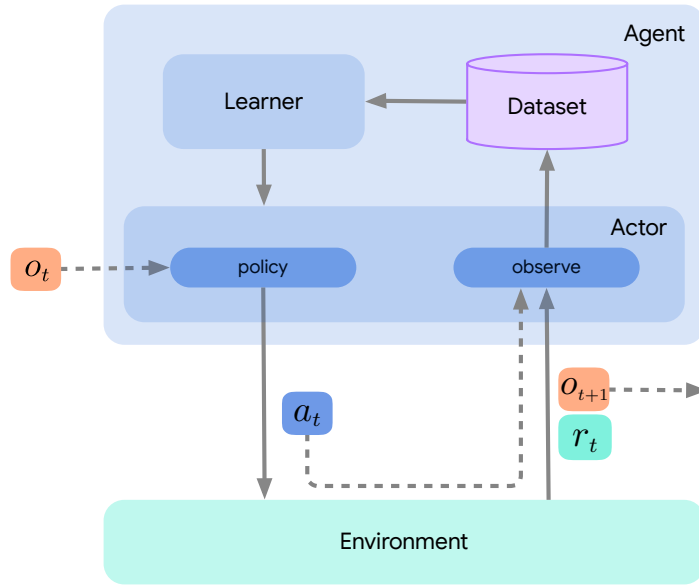 Agent
Learner
Dataset
Actor
o_t
policy
observe
a_t
o_{t+1}
r_t
Environment